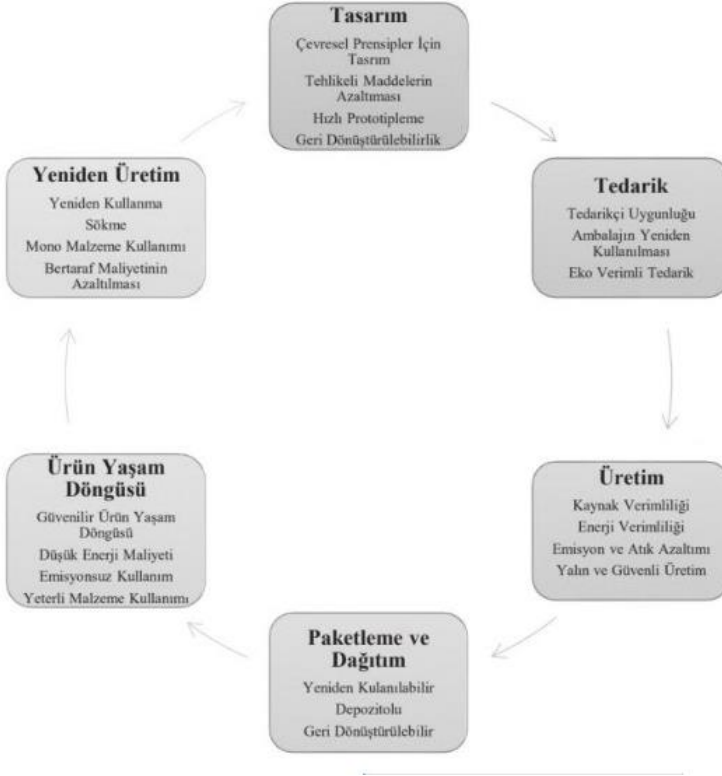 Tasarım
Çevresel Prensipler İçin
Tasrım
Tehlikeli Maddelerin
Azaltıması
Hızlı Prototipleme
Geri Dönüştürülebilirlik
Tedarik
Tedarikçi Uygunluğu
Ambalajın Yeniden
Kullanılması
Eko Verimli Tedarik
Üretim
Kaynak Verimliliği
Enerji Verimliliği
Emisyon ve Atık Azaltımı
Yalın ve Güvenli Üretim
Paketleme ve
Dağıtım
Yeniden Kulanılabilir
Depozitolu
Geri Dönüştürülebilir
Ürün Yaşam
Döngüsü
Güvenilir Ürün Yaşam
Döngüsü
Düşük Enerji Maliyeti
Emisyonsuz Kullanım
Yeterli Malzeme Kullanımı
Yeniden Üretim
Yeniden Kullanma
Sökme
Mono Malzeme Kullanımı
Bertaraf Maliyetinin
Azaltılması